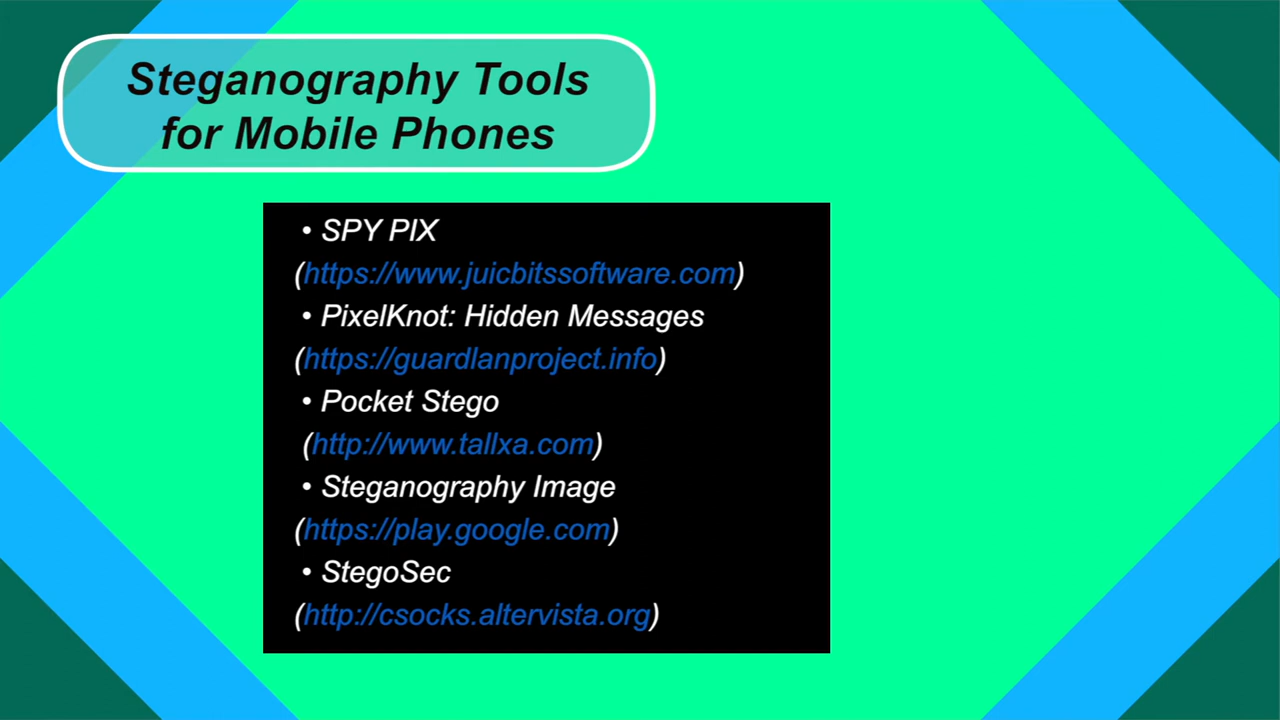 Steganography Tools
for Mobile Phones
• SPY PIX
(https://www.juicbitssoftware.com)
• PixelKnot: Hidden Messages
(https://guardlanproject.info)
• Pocket Stego
(http://www.tallxa.com)
• Steganography Image
(https://play.google.com)
• StegoSec
(http://csocks.altervista.org)